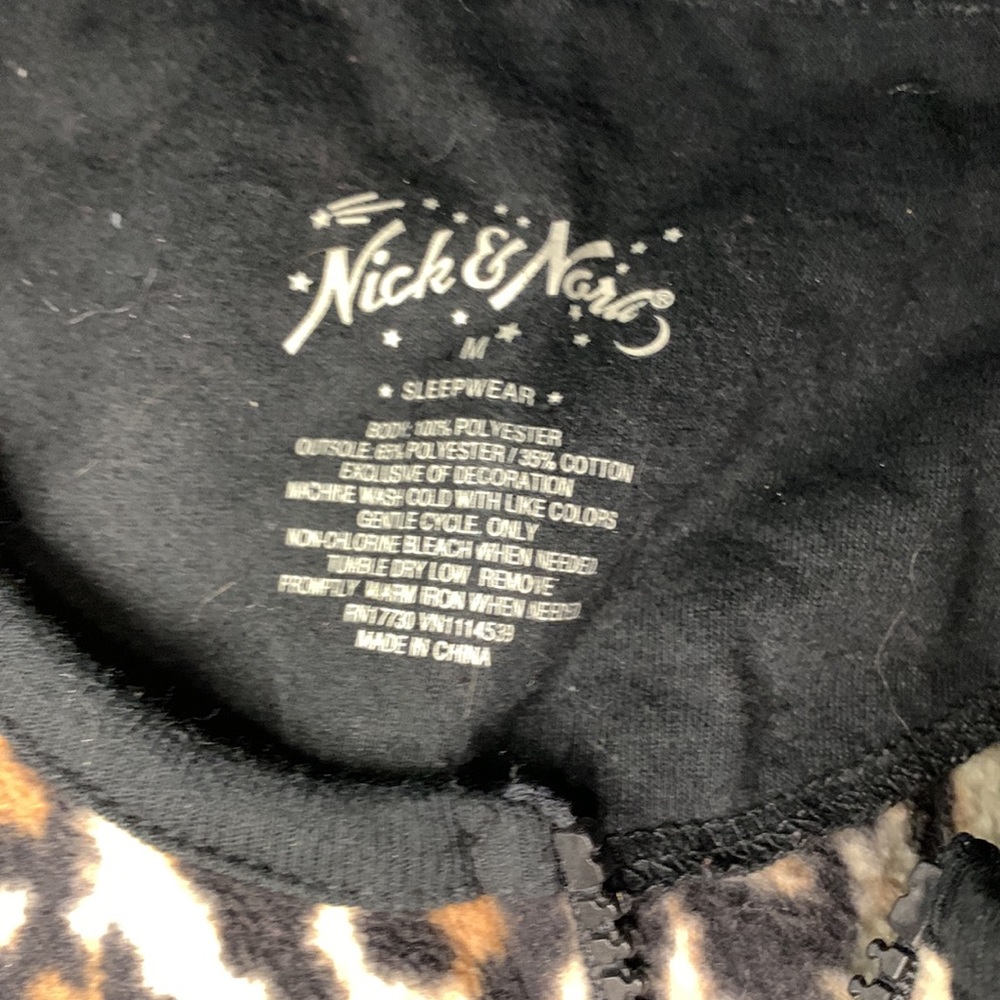 Nick & Nora®
M
SLEEPWEAR
BODY: 100% POLYESTER
OUTSOLE: 65% POLYESTER / 35% COTTON
EXCLUSIVE OF DECORATION
MACHINE WASH COLD WITH LIKE COLORS
GENTLE CYCLE. ONLY
NON-CHLORINE BLEACH WHEN NEEDED
TUMBLE DRY LOW REMOVE
PROMPTLY WARM IRON WHEN NEEDED
RN17730 VN1114539
MADE IN CHINA